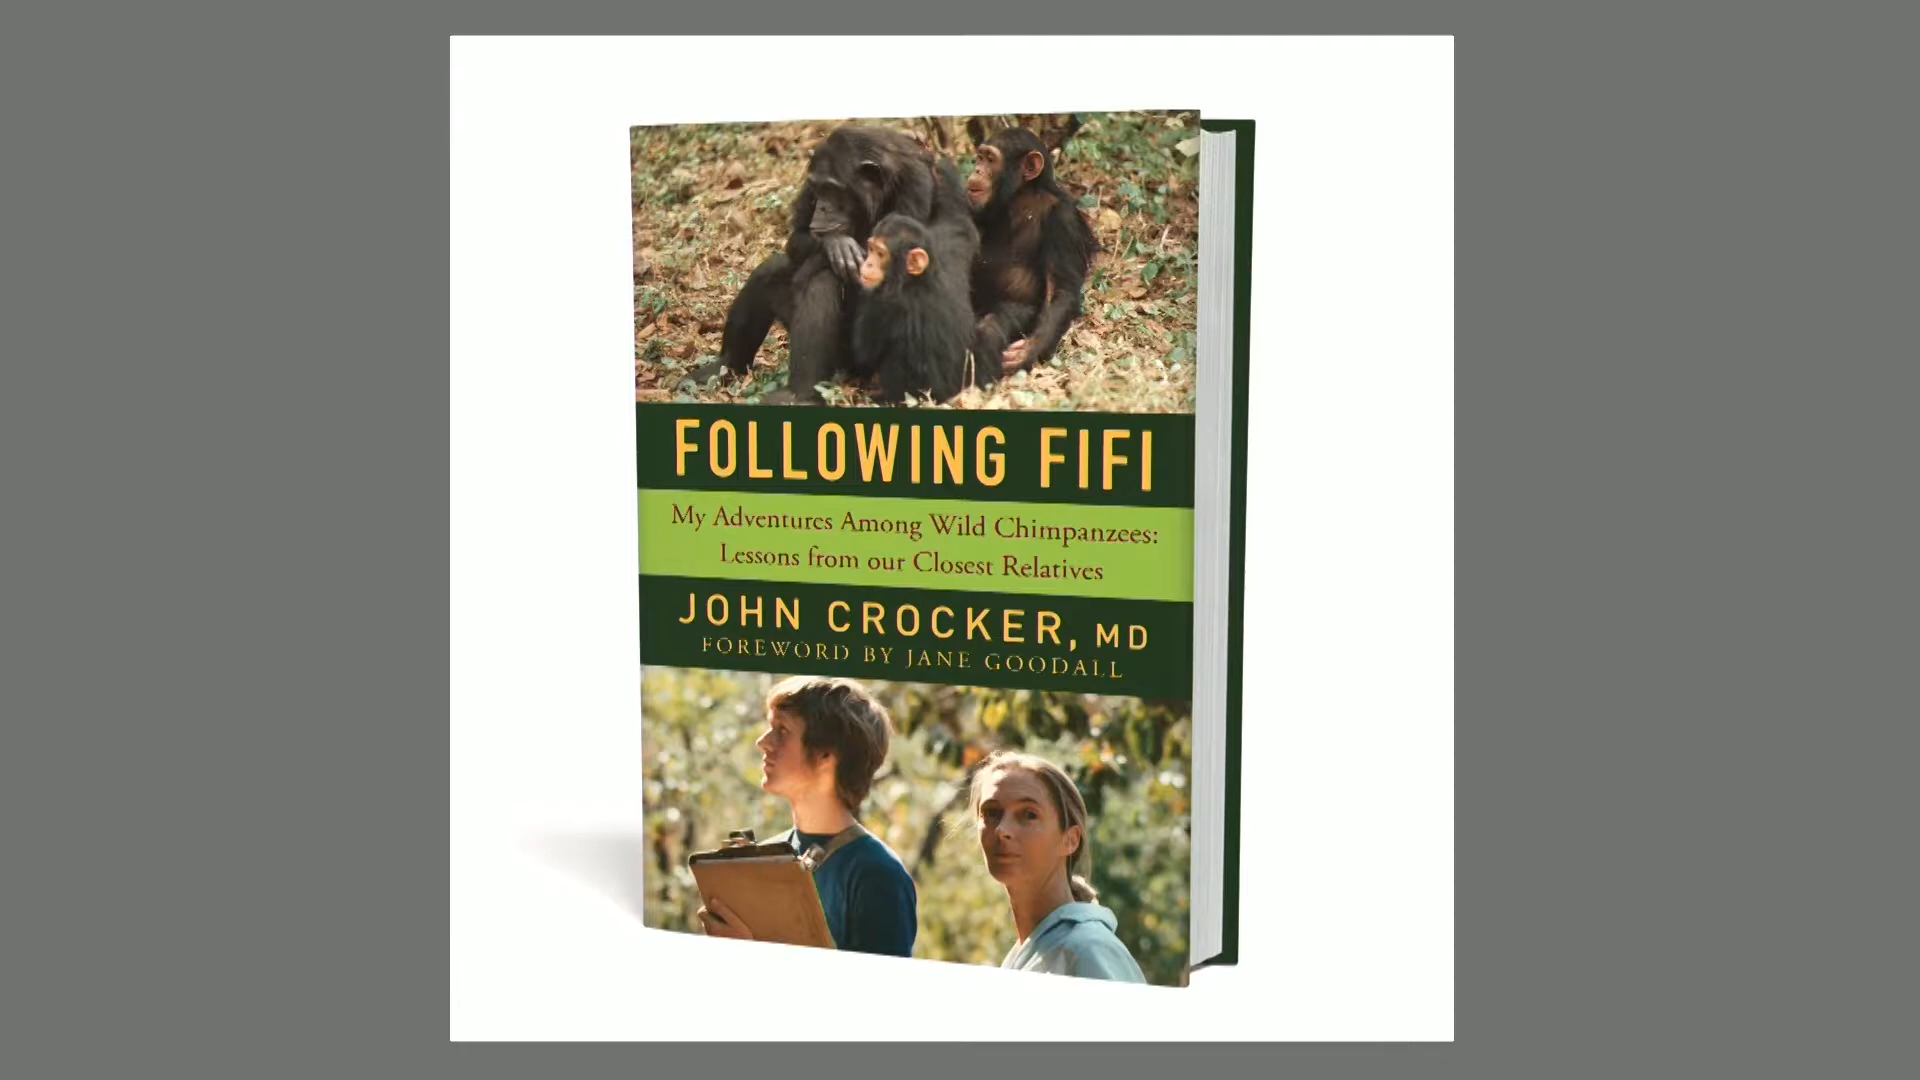 FOLLOWING FIFI
My Adventures Among Wild Chimpanzees:
Lessons from our Closest Relatives
JOHN CROCKER, MD
FOREWORD BY JANE GOODALL